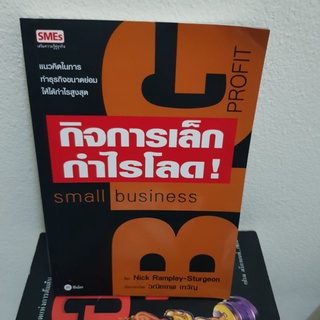 SMEs
แนวคิดในการ
ทำธุรกิจขนาดย่อม
ให้ได้กำไรสูงสุด
PROFIT
กิจการเล็ก
กำไรโลด!
small business
Nick Rampley-Sturgeon